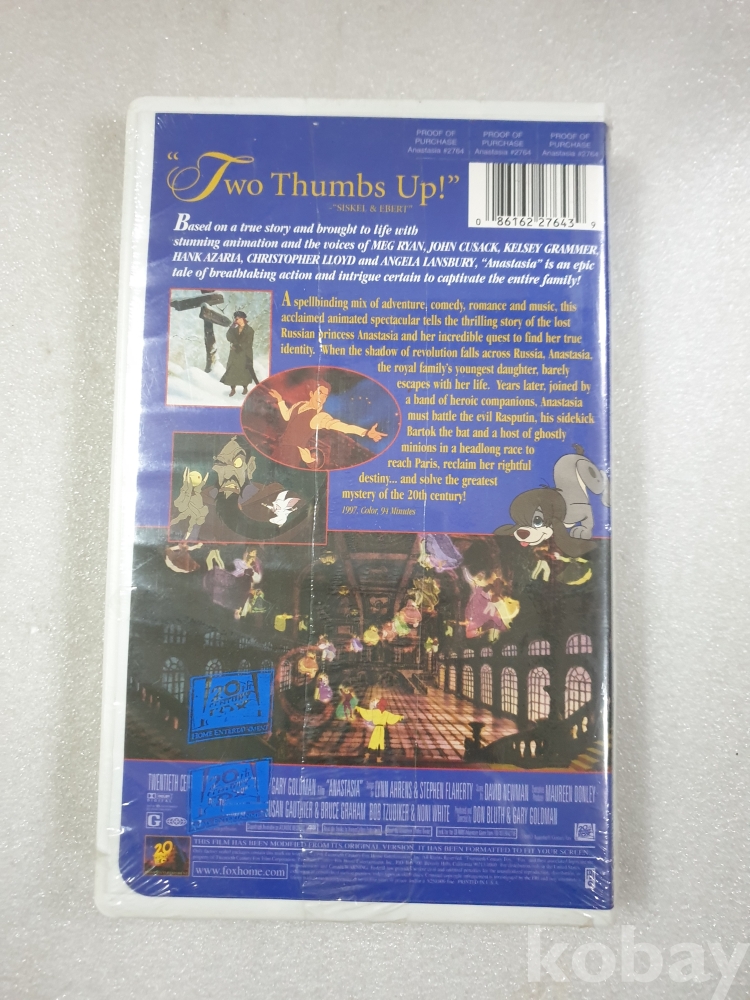 PROOF OF PURCHASE Anastasia #2764
PROOF OF PURCHASE Anastasia #2764
PROOF OF PURCHASE Anastasia #2764
"Two Thumbs Up!"
-"SISKEL & EBERT"
0 86162 27643 9
Based on a true story and brought to life with
stunning animation and the voices of MEG RYAN, JOHN CUSACK, KELSEY GRAMMER,
HANK AZARIA, CHRISTOPHER LLOYD and ANGELA LANSBURY, "Anastasia" is an epic
tale of breathtaking action and intrigue certain to captivate the entire family!
A spellbinding mix of adventure, comedy, romance and music, this
acclaimed animated spectacular tells the thrilling story of the lost
Russian princess Anastasia and her incredible quest to find her true
identity. When the shadow of revolution falls across Russia, Anastasia,
the royal family's youngest daughter, barely
escapes with her life. Years later, joined by
a band of heroic companions, Anastasia
must battle the evil Rasputin, his sidekick
Bartok the bat and a host of ghostly
minions in a headlong race to
reach Paris, reclaim her rightful
destiny... and solve the greatest
mystery of the 20th century!
1997, Color, 94 Minutes
TWENTIETH GARY GOLDMAN "ANASTASIA" LYNN AHRENS & STEPHEN FLAHERTY DAVID NEWMAN MAUREEN DONLEY
GAUTHIER & BRUCE GRAHAM BOB TZUDIKER & NONI WHITE DON BLUTH & GARY GOLDMAN
G
THIS FILM HAS BEEN MODIFIED FROM ITS ORIGINAL VERSION. IT HAS BEEN FORMATTED TO FIT YOUR SCREEN.
20
www.foxhome.com
kobay